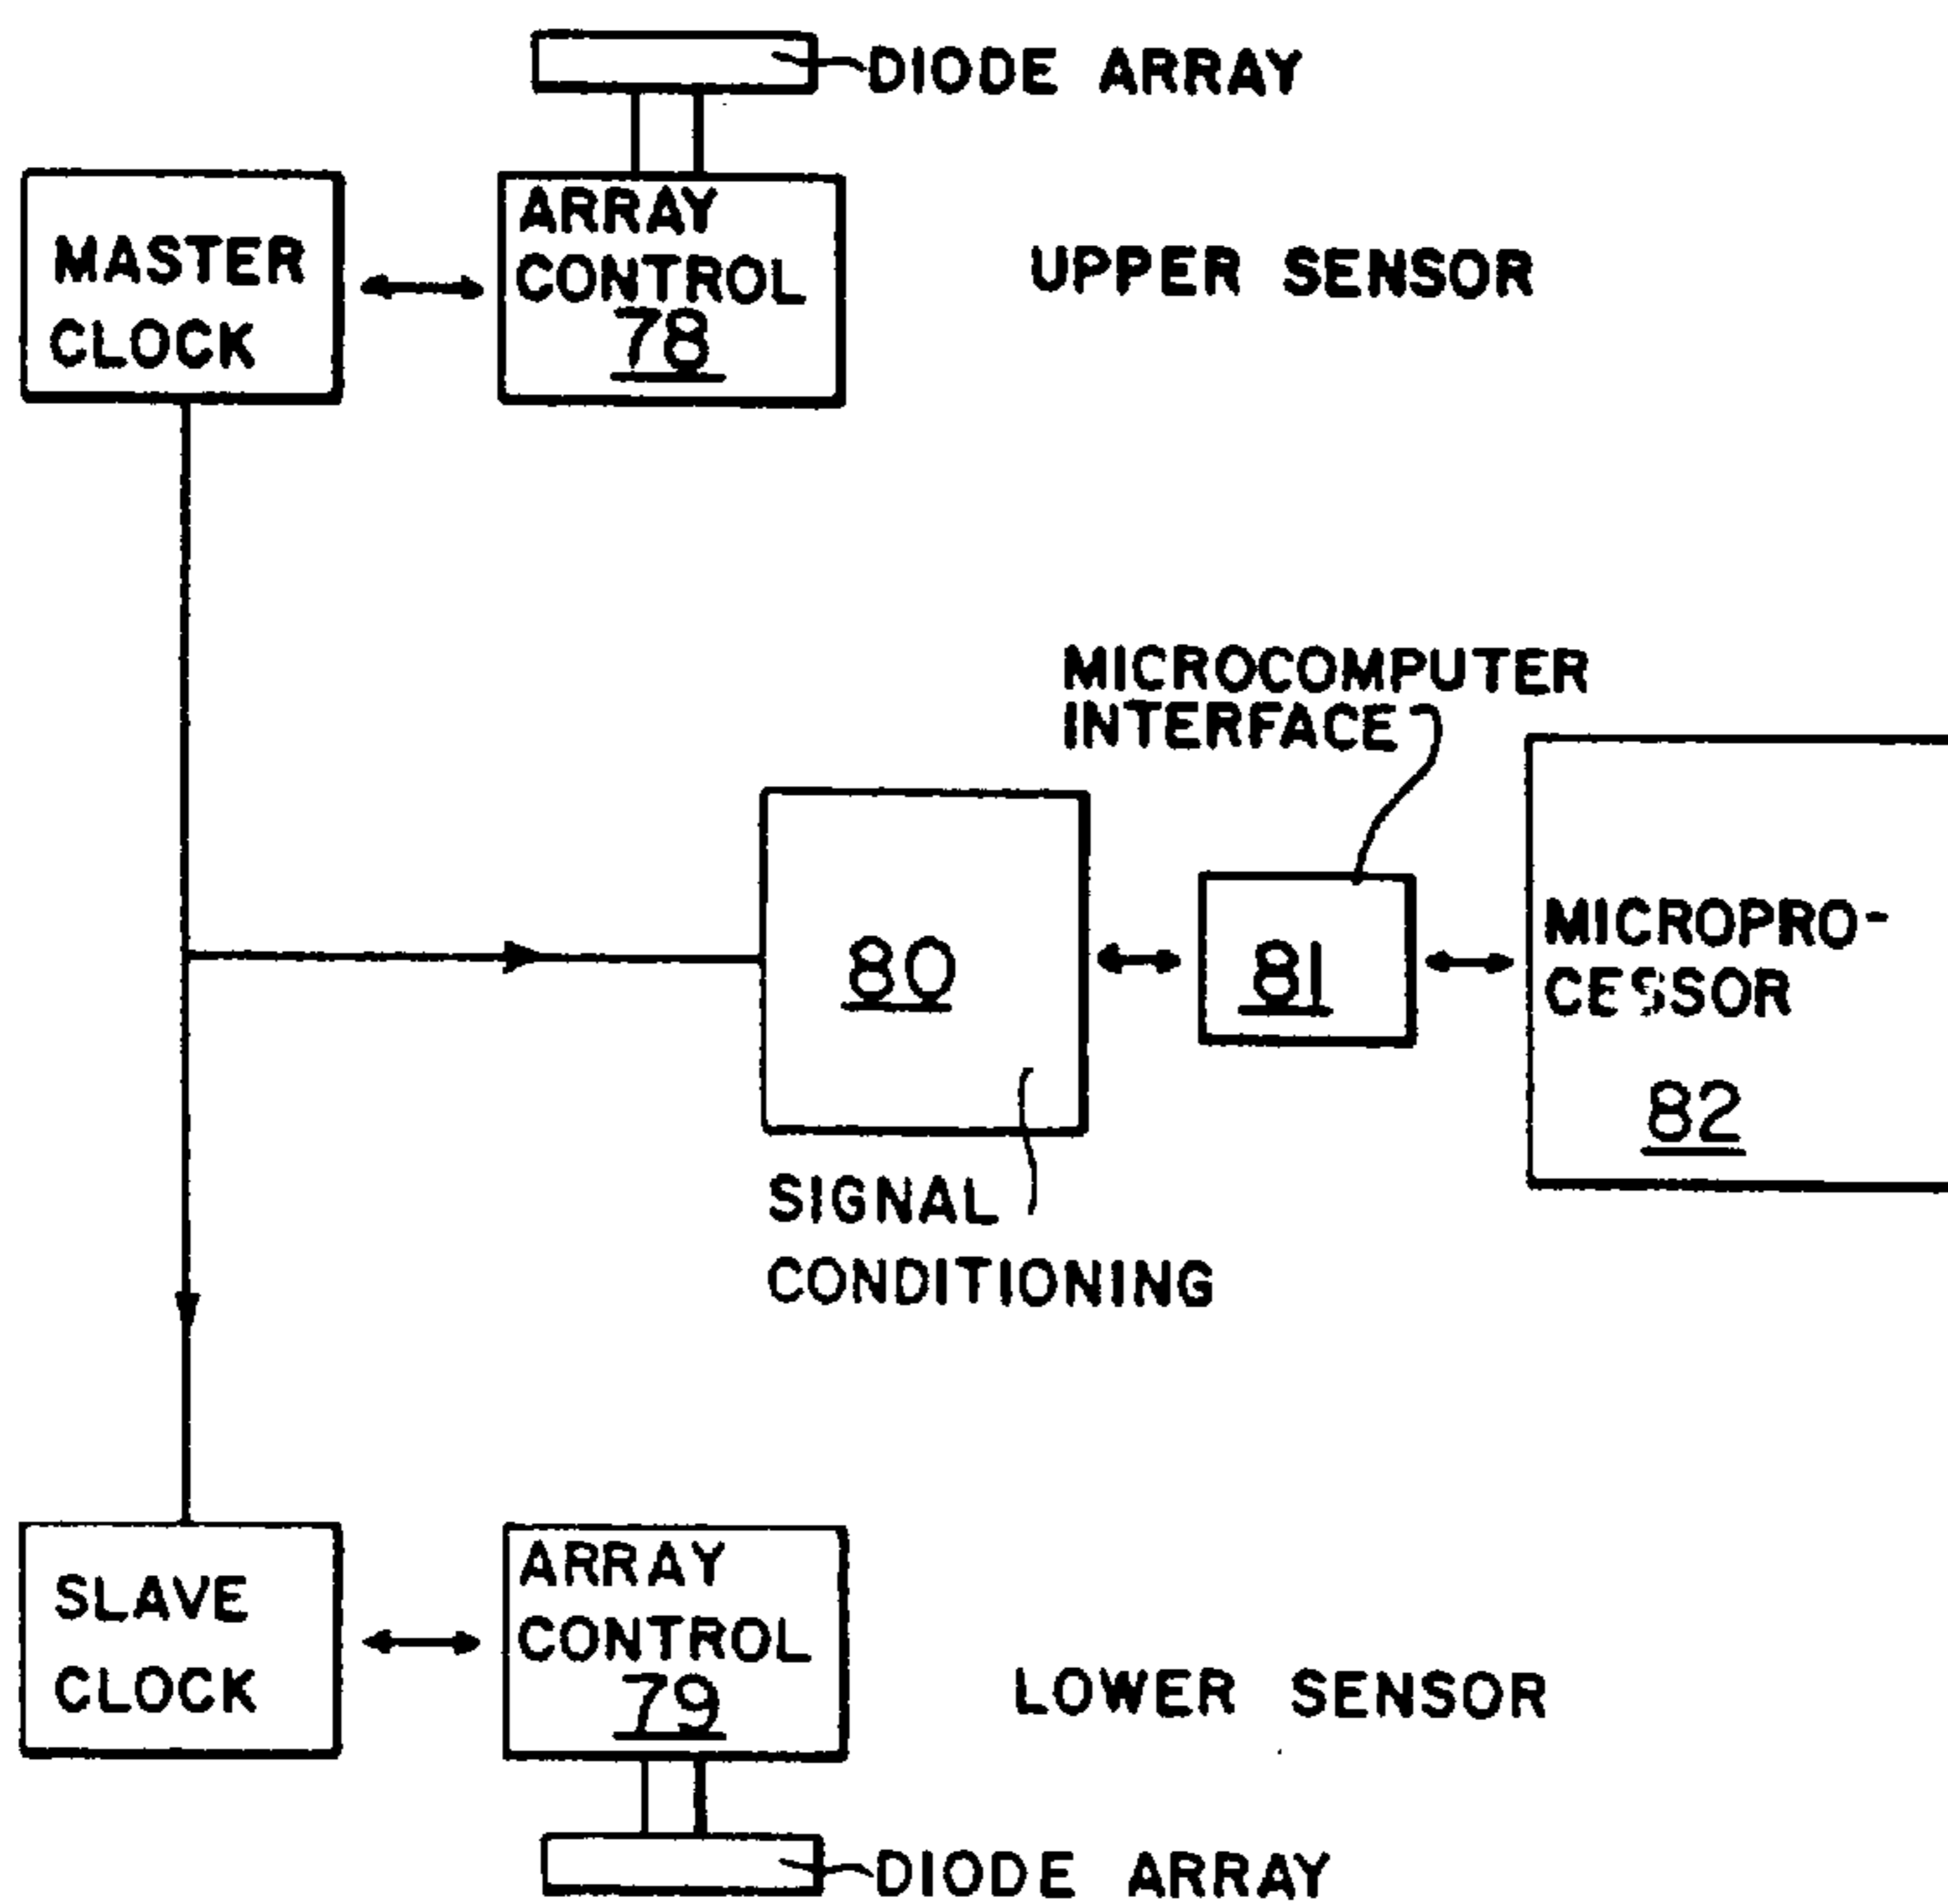 DIODE ARRAY
MASTER
CLOCK
ARRAY
CONTROL
78
UPPER SENSOR
MICROCOMPUTER
INTERFACE
80
81
MICROPRO-
CESSOR
82
SIGNAL
CONDITIONING
SLAVE
CLOCK
ARRAY
CONTROL
79
LOWER SENSOR
DIODE ARRAY